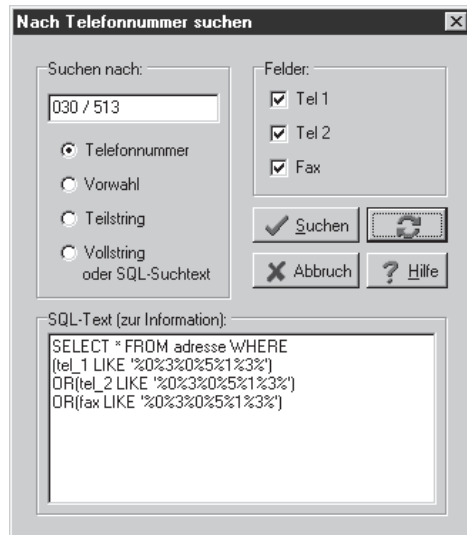 Nach Telefonnummer suchen
Suchen nach:
030 / 513
Telefonnummer
Vorwahl
Teilstring
Vollstring
oder SQL-Suchtext
Felder:
Tel 1
Tel 2
Fax
Suchen
Abbruch
Hilfe
SQL-Text (zur Information):
SELECT * FROM adresse WHERE
(tel_1 LIKE '%0%3%0%5%1%3%')
OR(tel_2 LIKE '%0%3%0%5%1%3%')
OR(fax LIKE '%0%3%0%5%1%3%')